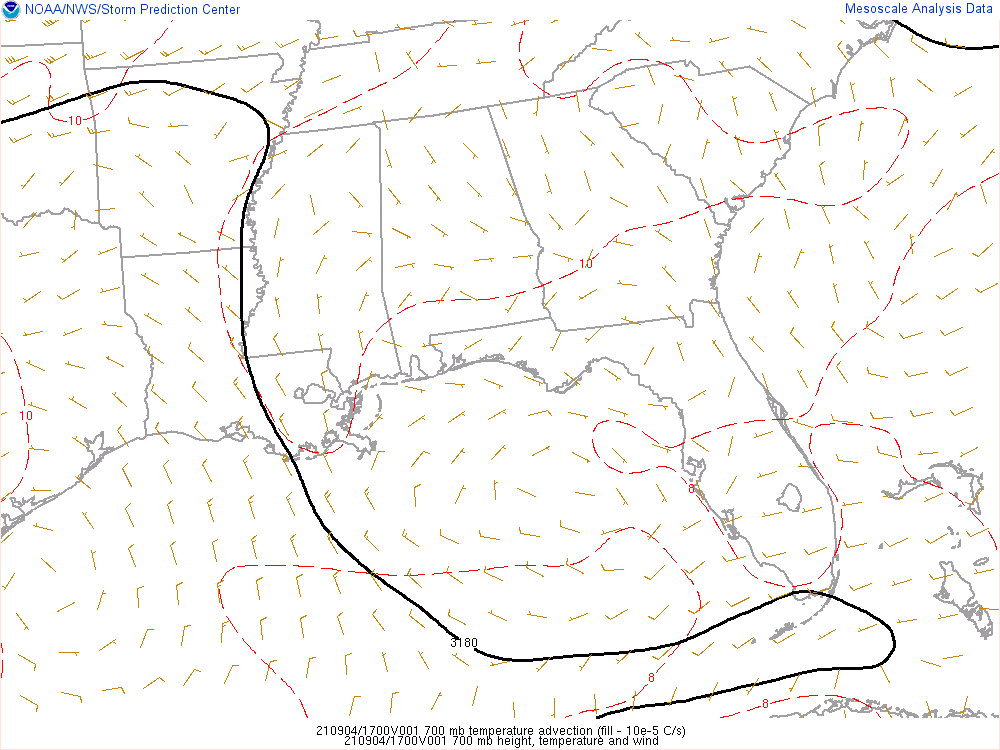 NOAA/NWS/Storm Prediction Center
Mesoscale Analysis Data
10
10
10
8
3180
8
8
210904/1700V001 700 mb temperature advection (fill - 10e-5 C/s)
210904/1700V001 700 mb height, temperature and wind